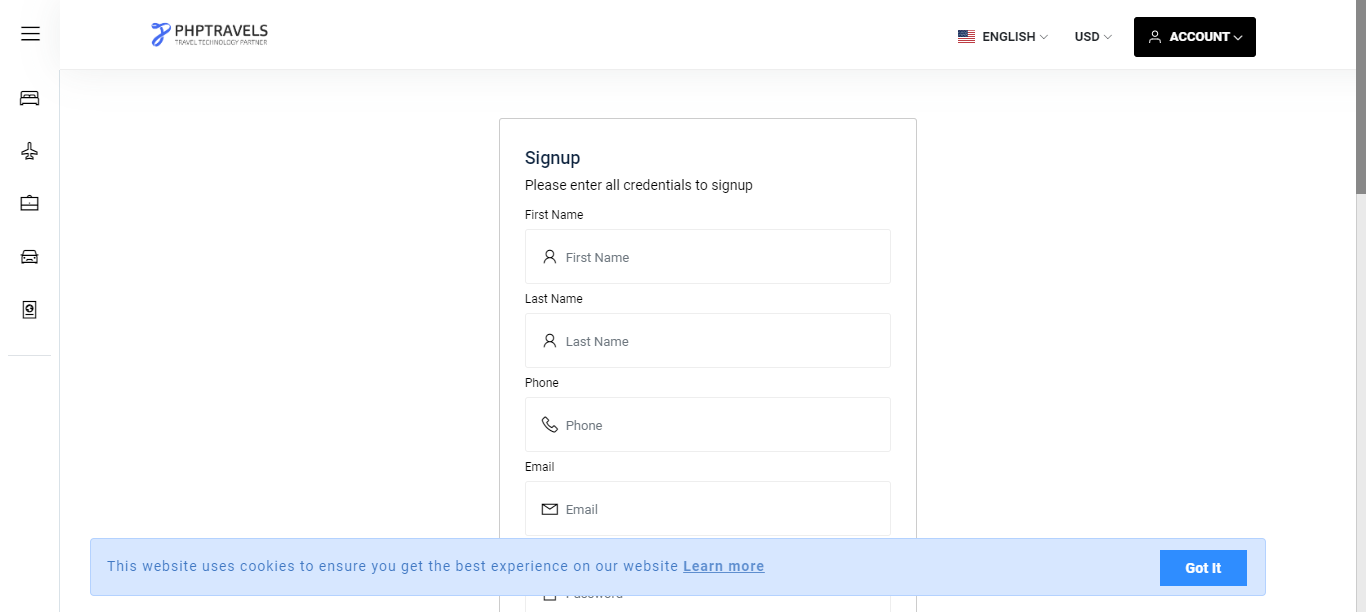 PHPTRAVELS
TRAVEL TECHNOLOGY PARTNER
ENGLISH
USD
ACCOUNT
Signup
Please enter all credentials to signup
First Name
First Name
Last Name
Last Name
Phone
Phone
Email
Email
This website uses cookies to ensure you get the best experience on our website Learn more
Got It
Password